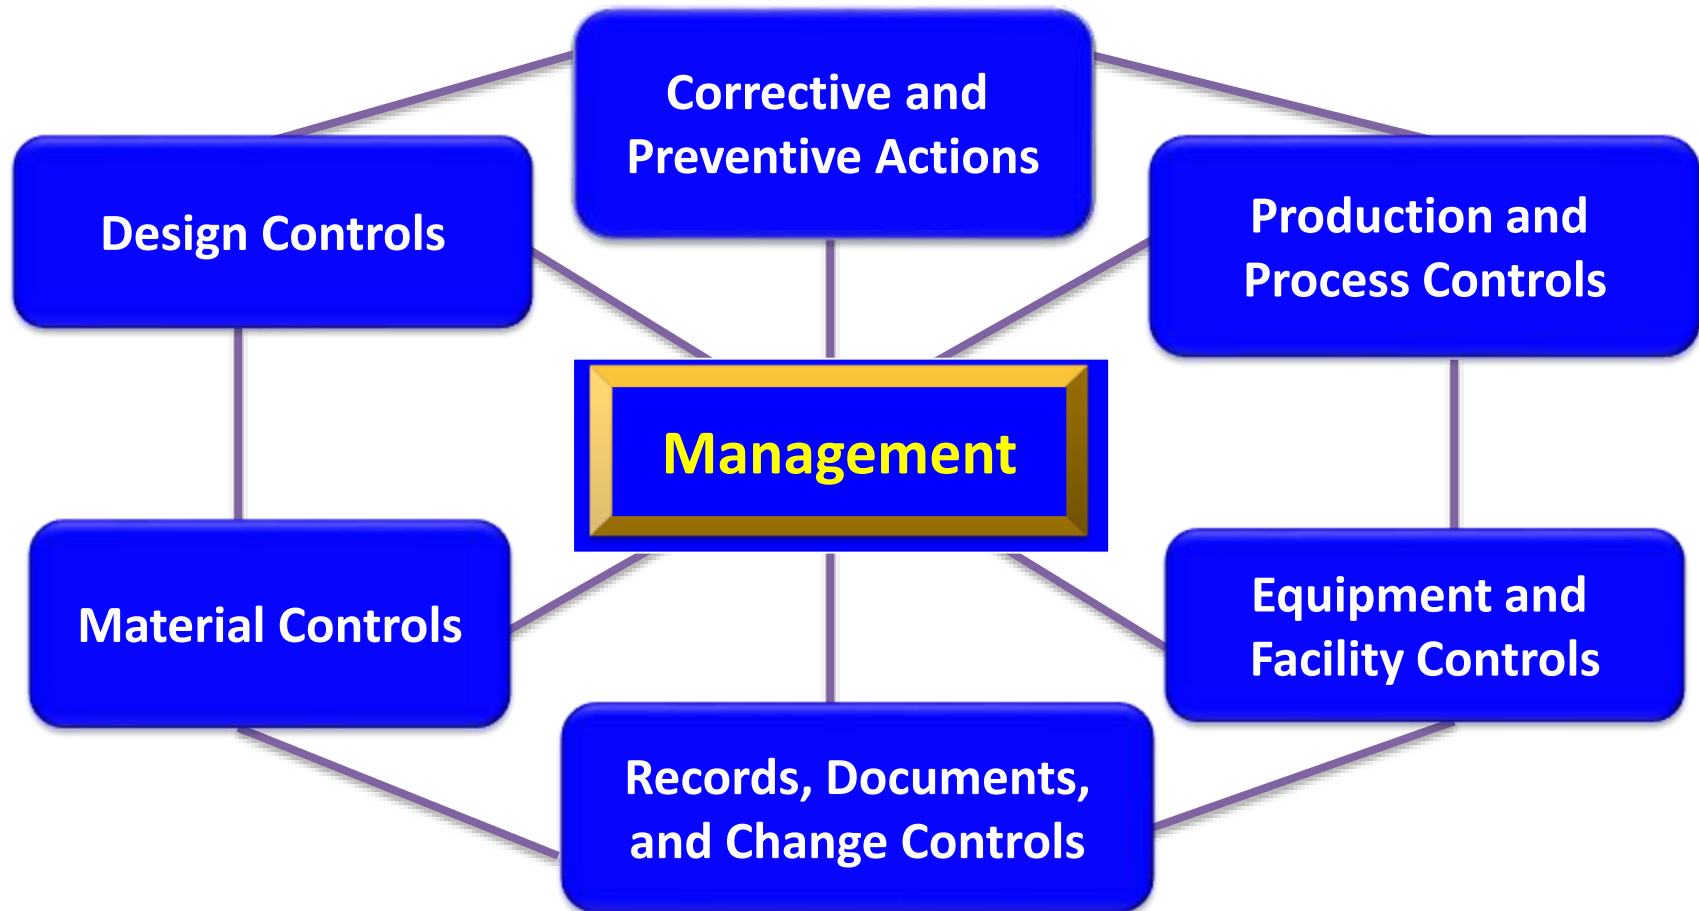 Corrective and
Preventive Actions
Design Controls
Production and
Process Controls
Management
Material Controls
Equipment and
Facility Controls
Records, Documents,
and Change Controls